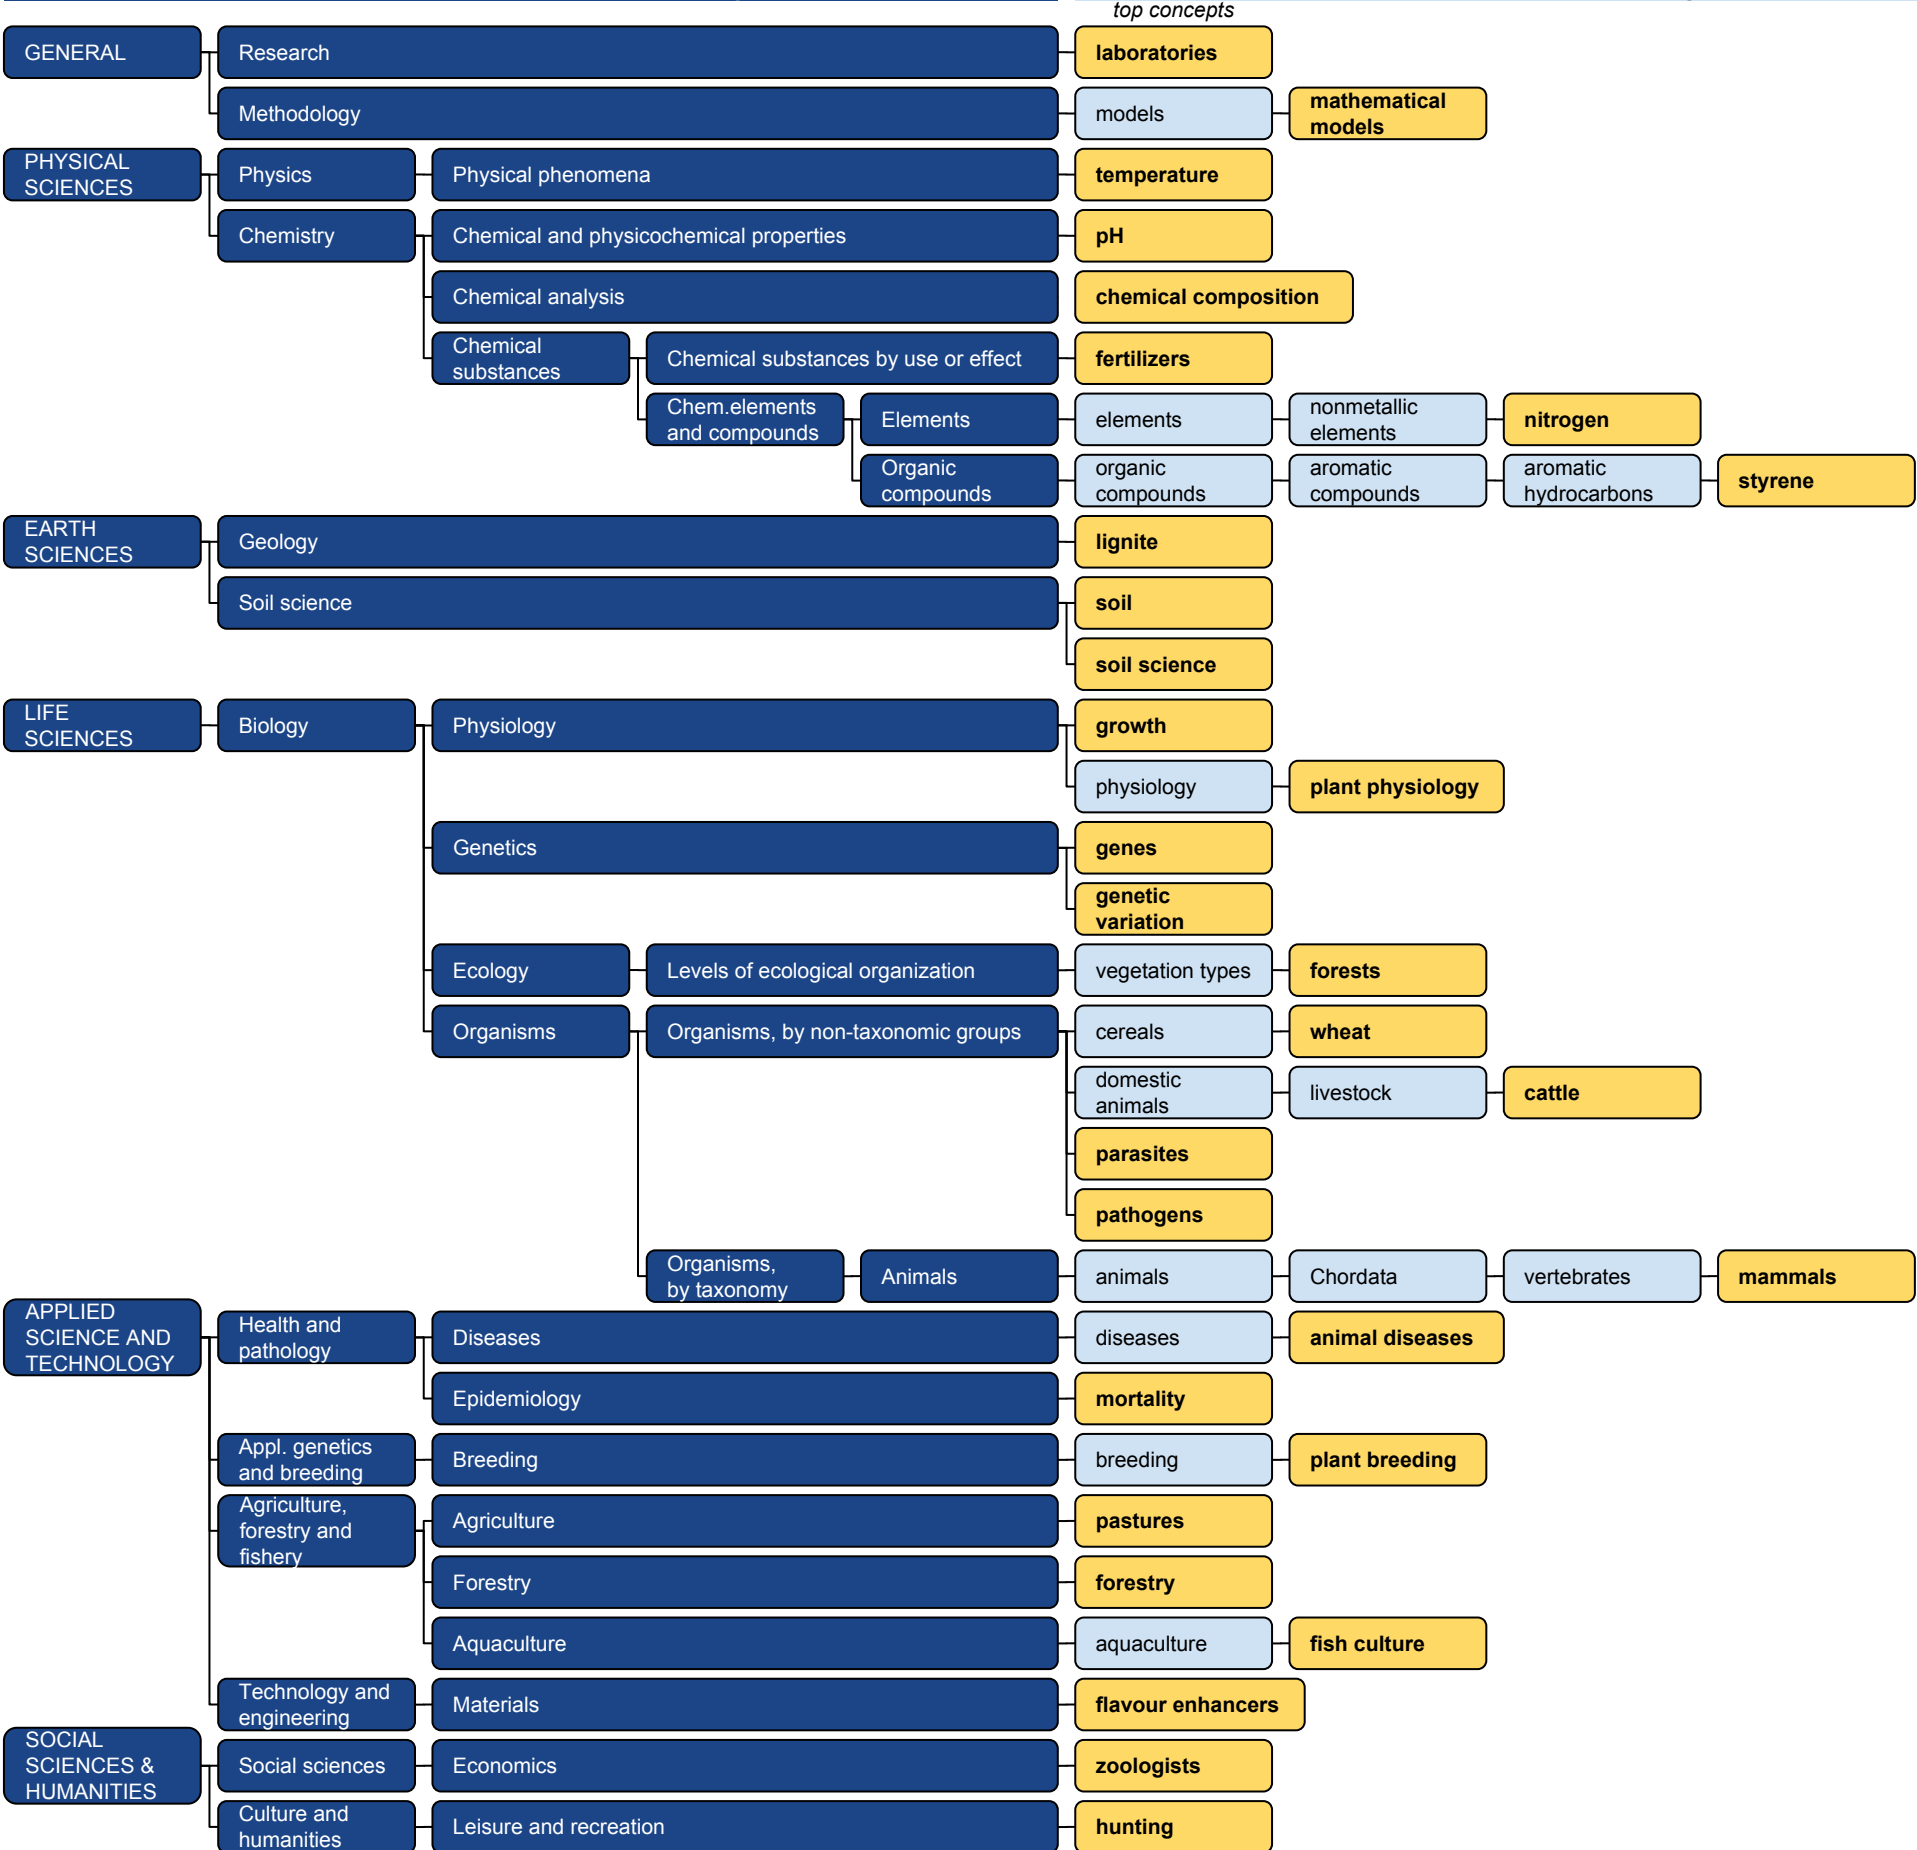 top concepts
GENERAL
Research
laboratories
Methodology
models
mathematical
models
PHYSICAL
SCIENCES
Physics
Physical phenomena
temperature
Chemistry
Chemical and physicochemical properties
pH
Chemical analysis
chemical composition
Chemical
substances
Chemical substances by use or effect
fertilizers
Chem.elements
and compounds
Elements
elements
nonmetallic
elements
nitrogen
Organic
compounds
organic
compounds
aromatic
compounds
aromatic
hydrocarbons
styrene
EARTH
SCIENCES
Geology
lignite
Soil science
soil
soil science
LIFE
SCIENCES
Biology
Physiology
growth
physiology
plant physiology
Genetics
genes
genetic
variation
Ecology
Levels of ecological organization
vegetation types
forests
Organisms
Organisms, by non-taxonomic groups
cereals
wheat
domestic
animals
livestock
cattle
parasites
pathogens
Organisms,
by taxonomy
Animals
animals
Chordata
vertebrates
mammals
APPLIED
SCIENCE AND
TECHNOLOGY
Health and
pathology
Diseases
diseases
animal diseases
Epidemiology
mortality
Appl. genetics
and breeding
Breeding
breeding
plant breeding
Agriculture,
forestry and
fishery
Agriculture
pastures
Forestry
forestry
Aquaculture
aquaculture
fish culture
Technology and
engineering
Materials
flavour enhancers
SOCIAL
SCIENCES &
HUMANITIES
Social sciences
Economics
zoologists
Culture and
humanities
Leisure and recreation
hunting